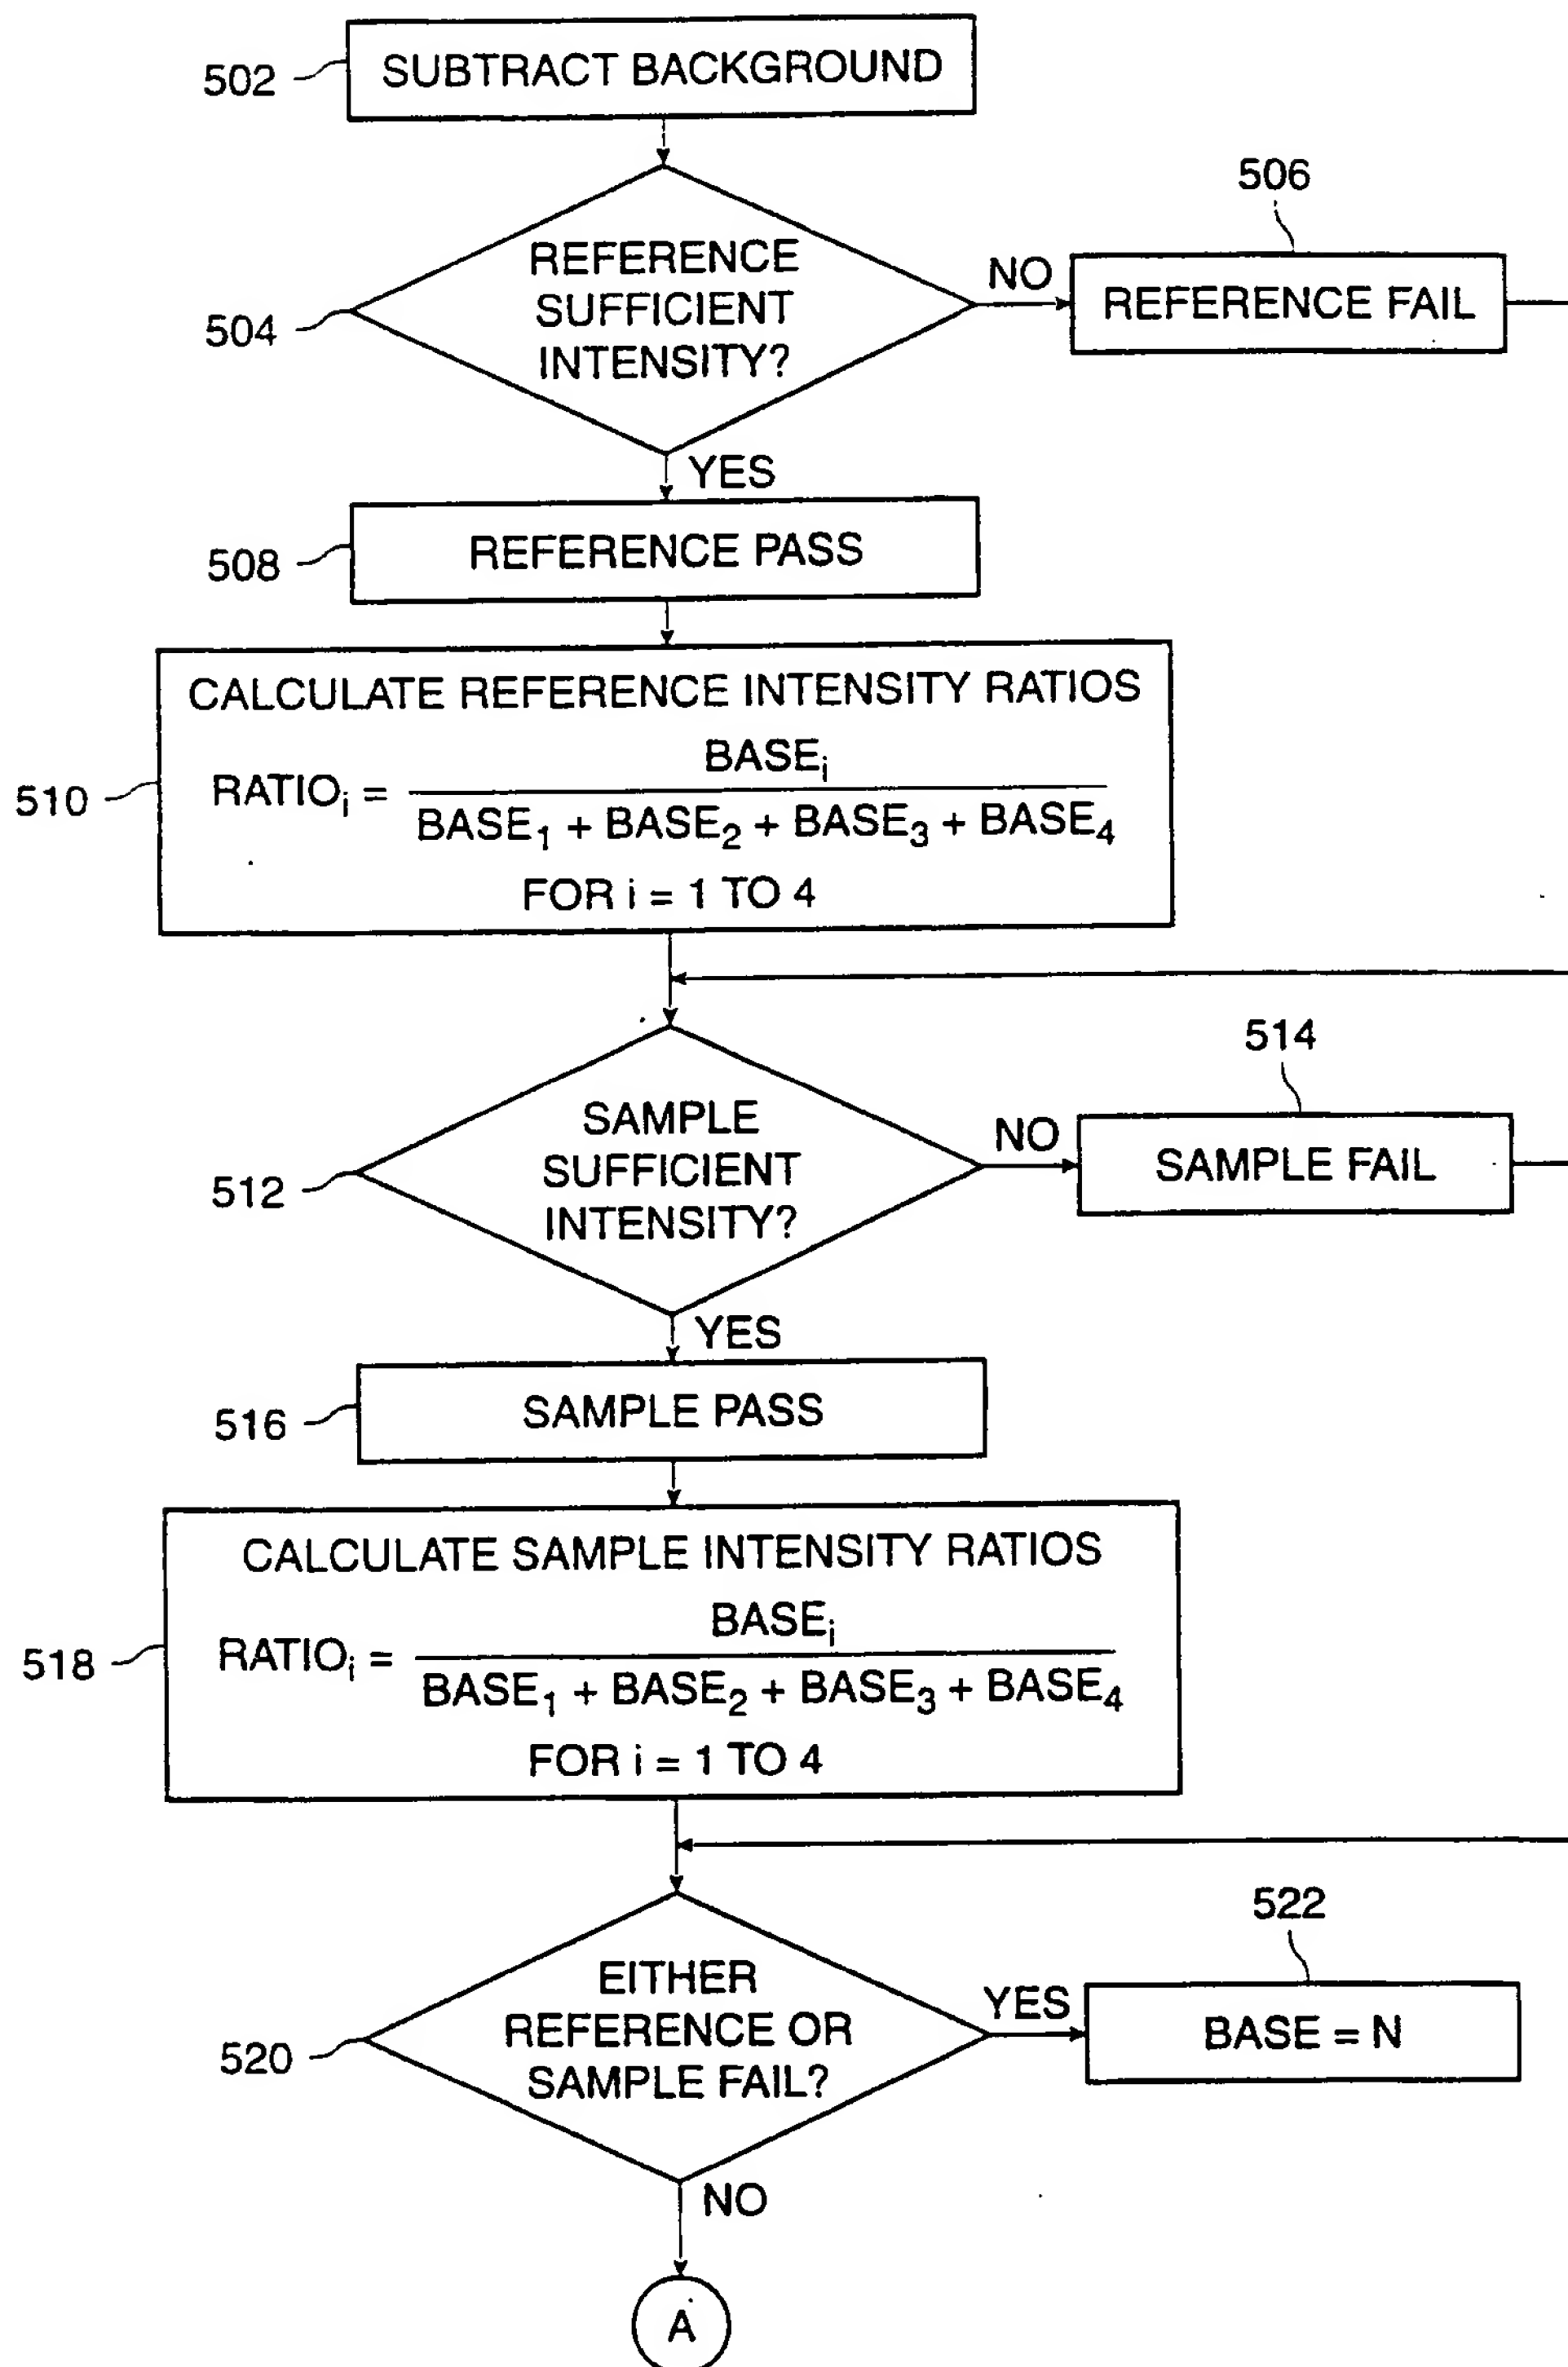 502
SUBTRACT BACKGROUND
506
504
REFERENCE
SUFFICIENT
INTENSITY?
NO
REFERENCE FAIL
YES
508
REFERENCE PASS
510
CALCULATE REFERENCE INTENSITY RATIOS
RATIOi = BASEi / BASE1 + BASE2 + BASE3 + BASE4
FOR i = 1 TO 4
514
512
SAMPLE
SUFFICIENT
INTENSITY?
NO
SAMPLE FAIL
YES
516
SAMPLE PASS
518
CALCULATE SAMPLE INTENSITY RATIOS
RATIOi = BASEi / BASE1 + BASE2 + BASE3 + BASE4
FOR i = 1 TO 4
522
520
EITHER
REFERENCE OR
SAMPLE FAIL?
YES
BASE = N
NO
A